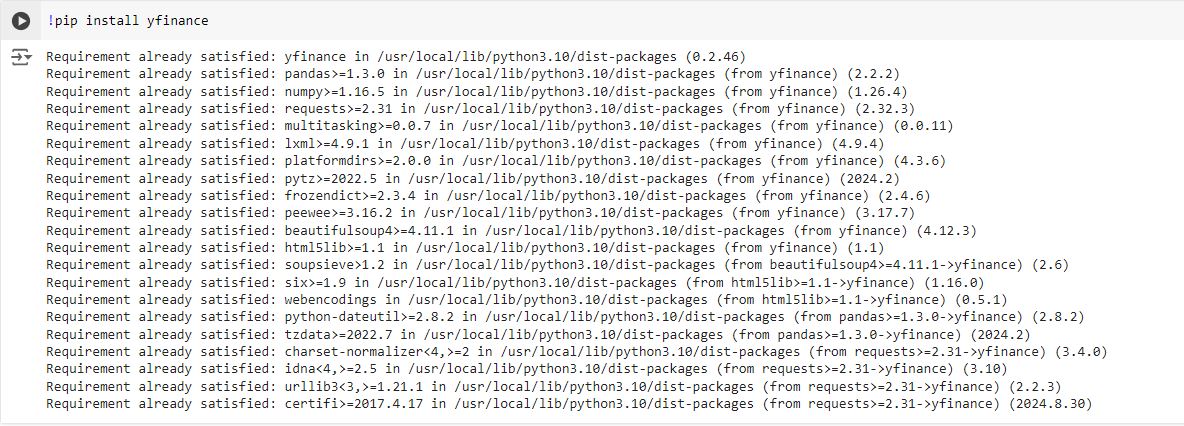 !pip install yfinance
Requirement already satisfied: yfinance in /usr/local/lib/python3.10/dist-packages (0.2.46)
Requirement already satisfied: pandas>=1.3.0 in /usr/local/lib/python3.10/dist-packages (from yfinance) (2.2.2)
Requirement already satisfied: numpy>=1.16.5 in /usr/local/lib/python3.10/dist-packages (from yfinance) (1.26.4)
Requirement already satisfied: requests>=2.31 in /usr/local/lib/python3.10/dist-packages (from yfinance) (2.32.3)
Requirement already satisfied: multitasking>=0.0.7 in /usr/local/lib/python3.10/dist-packages (from yfinance) (0.0.11)
Requirement already satisfied: lxml>=4.9.1 in /usr/local/lib/python3.10/dist-packages (from yfinance) (4.9.4)
Requirement already satisfied: platformdirs>=2.0.0 in /usr/local/lib/python3.10/dist-packages (from yfinance) (4.3.6)
Requirement already satisfied: pytz>=2022.5 in /usr/local/lib/python3.10/dist-packages (from yfinance) (2024.2)
Requirement already satisfied: frozendict>=2.3.4 in /usr/local/lib/python3.10/dist-packages (from yfinance) (2.4.6)
Requirement already satisfied: peewee>=3.16.2 in /usr/local/lib/python3.10/dist-packages (from yfinance) (3.17.7)
Requirement already satisfied: beautifulsoup4>=4.11.1 in /usr/local/lib/python3.10/dist-packages (from yfinance) (4.12.3)
Requirement already satisfied: html5lib>=1.1 in /usr/local/lib/python3.10/dist-packages (from yfinance) (1.1)
Requirement already satisfied: soupsieve>1.2 in /usr/local/lib/python3.10/dist-packages (from beautifulsoup4>=4.11.1->yfinance) (2.6)
Requirement already satisfied: six>=1.9 in /usr/local/lib/python3.10/dist-packages (from html5lib>=1.1->yfinance) (1.16.0)
Requirement already satisfied: webencodings in /usr/local/lib/python3.10/dist-packages (from html5lib>=1.1->yfinance) (0.5.1)
Requirement already satisfied: python-dateutil>=2.8.2 in /usr/local/lib/python3.10/dist-packages (from pandas>=1.3.0->yfinance) (2.8.2)
Requirement already satisfied: tzdata>=2022.7 in /usr/local/lib/python3.10/dist-packages (from pandas>=1.3.0->yfinance) (2024.2)
Requirement already satisfied: charset-normalizer<4,>=2 in /usr/local/lib/python3.10/dist-packages (from requests>=2.31->yfinance) (3.4.0)
Requirement already satisfied: idna<4,>=2.5 in /usr/local/lib/python3.10/dist-packages (from requests>=2.31->yfinance) (3.10)
Requirement already satisfied: urllib3<3,>=1.21.1 in /usr/local/lib/python3.10/dist-packages (from requests>=2.31->yfinance) (2.2.3)
Requirement already satisfied: certifi>=2017.4.17 in /usr/local/lib/python3.10/dist-packages (from requests>=2.31->yfinance) (2024.8.30)